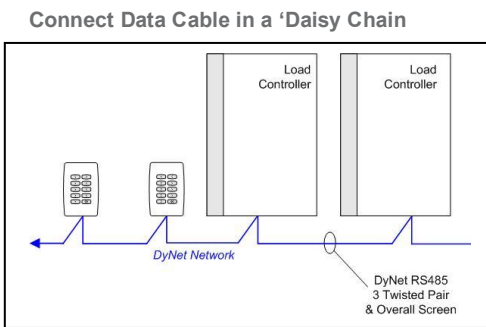 Connect Data Cable in a ‘Daisy Chain
Load
Controller
Load
Controller
DyNet Network
DyNet RS485
3 Twisted Pair
& Overall Screen